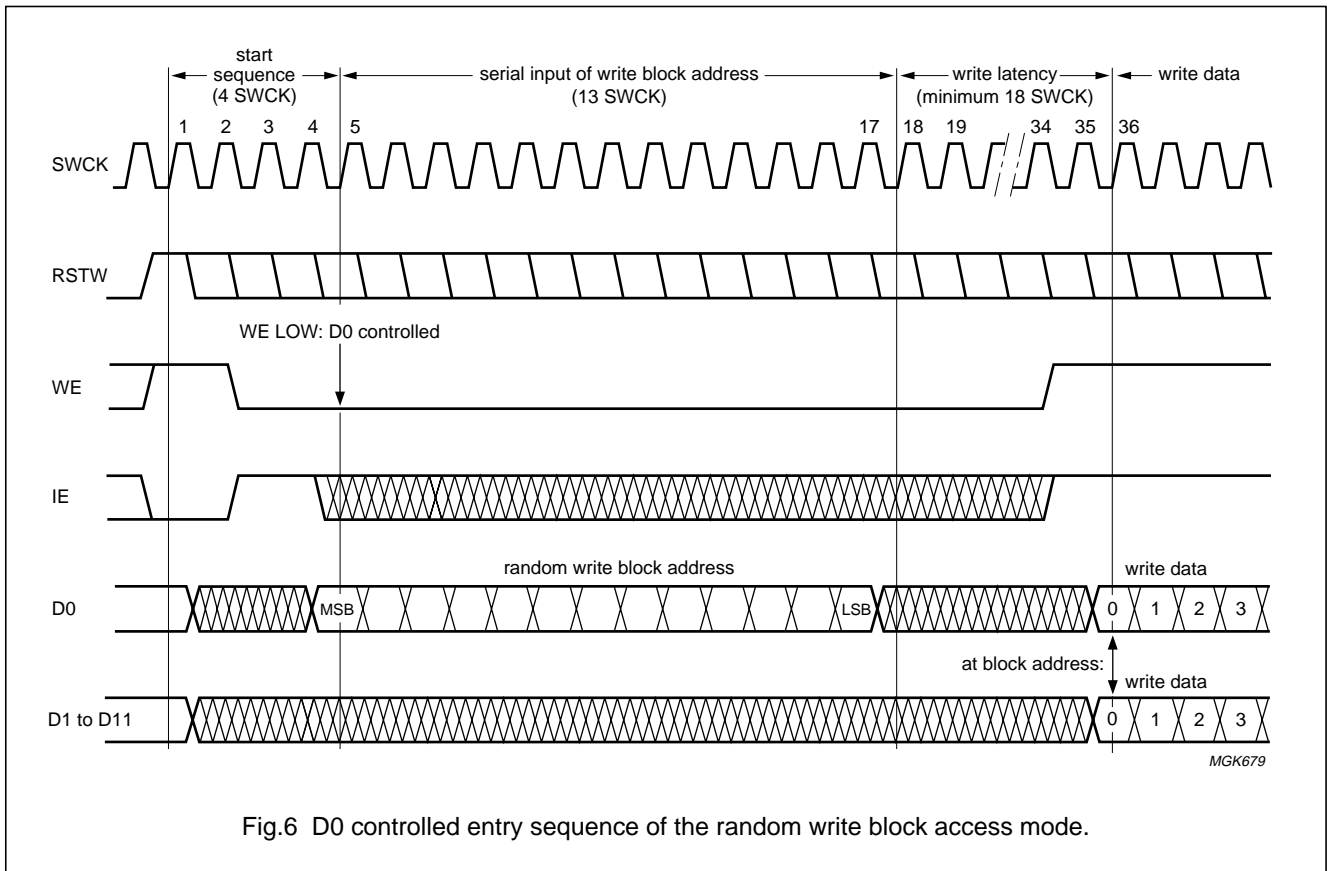 start
sequence
(4 SWCK)
serial input of write block address
(13 SWCK)
write latency
(minimum 18 SWCK)
write data
1 2 3 4 5 17 18 19 34 35 36
SWCK
RSTW
WE LOW: D0 controlled
WE
IE
random write block address
write data
D0
MSB
LSB
0 1 2 3
at block address:
write data
D1 to D11
0 1 2 3
MGK679
Fig.6 D0 controlled entry sequence of the random write block access mode.